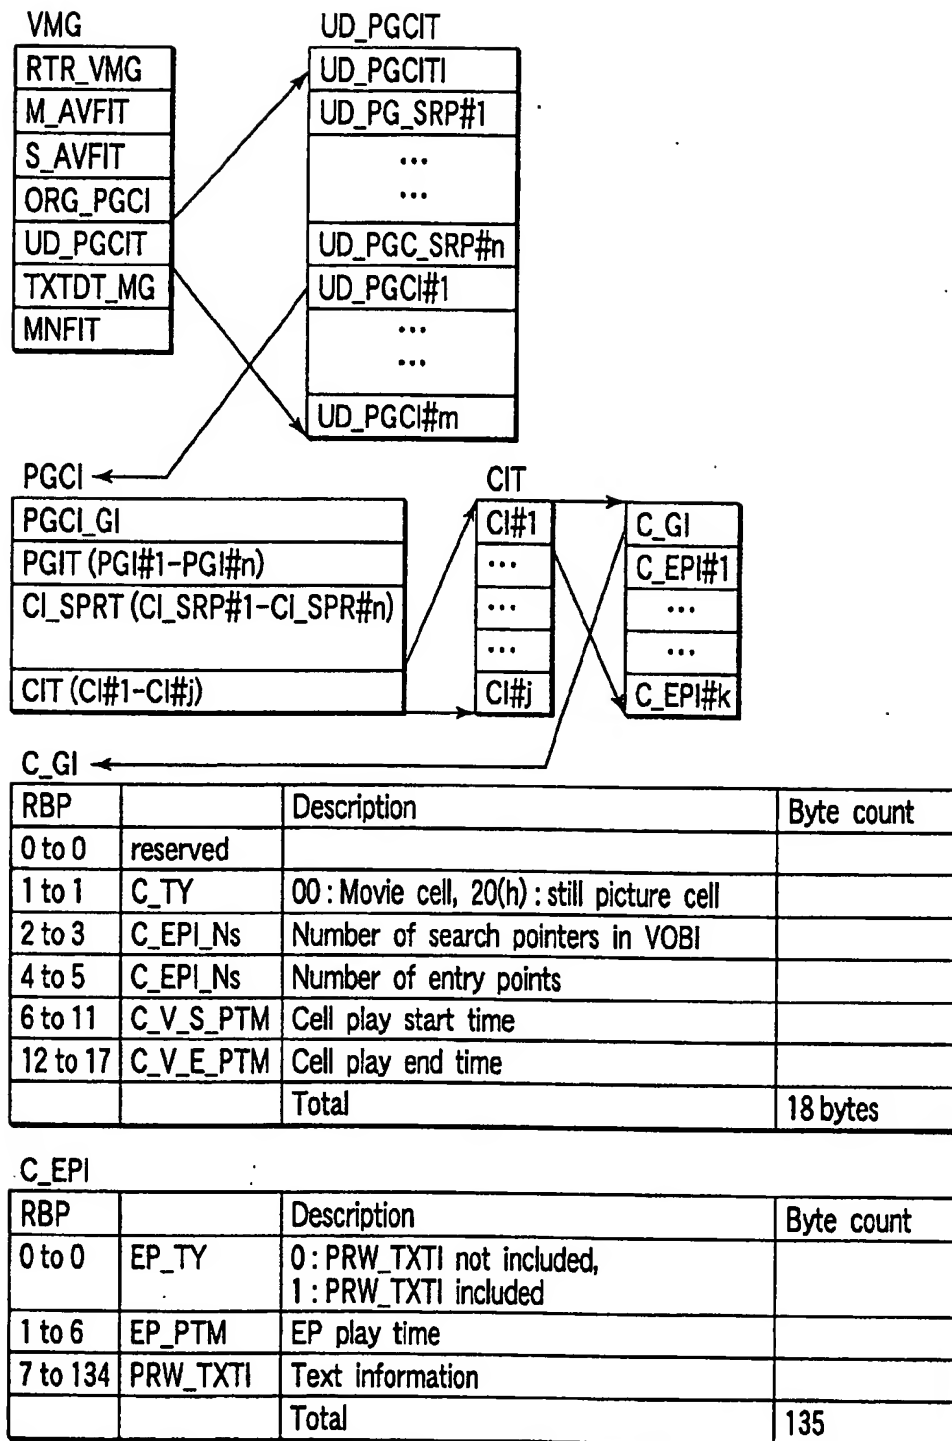 VMG
RTR_VMG
M_AVFIT
S_AVFIT
ORG_PGCI
UD_PGCIT
TXTDT_MG
MNFIT
UD_PGCIT
UD_PGCITI
UD_PG_SRP#1
...
...
UD_PGC_SRP#n
UD_PGCI#1
...
...
UD_PGCI#m
PGCI
PGCI_GI
PGIT (PGI#1-PGI#n)
CI_SPRT (CI_SRP#1-CI_SPR#n)
CIT (CI#1-CI#j)
CIT
CI#1
...
...
...
CI#j
C_GI
C_EPI#1
...
...
C_EPI#k
C_GI
RBP Description Byte count
0 to 0 reserved
1 to 1 C_TY 00 : Movie cell, 20(h) : still picture cell
2 to 3 C_EPI_Ns Number of search pointers in VOBI
4 to 5 C_EPI_Ns Number of entry points
6 to 11 C_V_S_PTM Cell play start time
12 to 17 C_V_E_PTM Cell play end time
Total 18 bytes
C_EPI
RBP Description Byte count
0 to 0 EP_TY 0 : PRW_TXTI not included,
1 : PRW_TXTI included
1 to 6 EP_PTM EP play time
7 to 134 PRW_TXTI Text information
Total 135